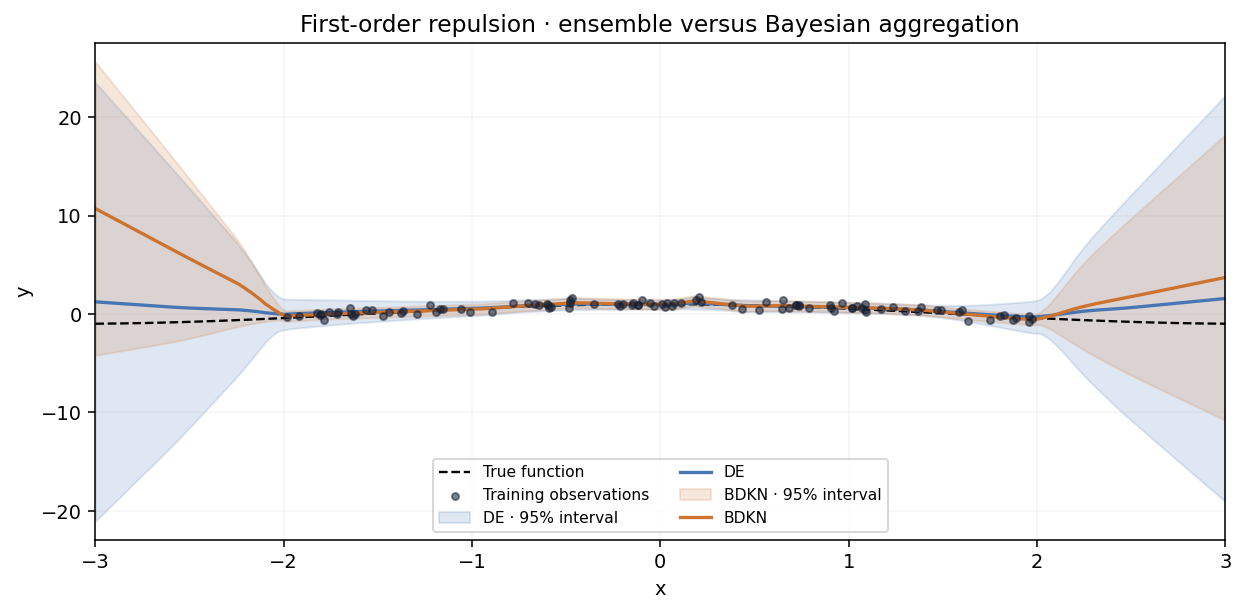 First-order repulsion · ensemble versus Bayesian aggregation
y
20
10
0
−10
−20
True function
Training observations
DE · 95% interval
DE
BDKN · 95% interval
BDKN
−3 −2 −1 0 1 2 3
x